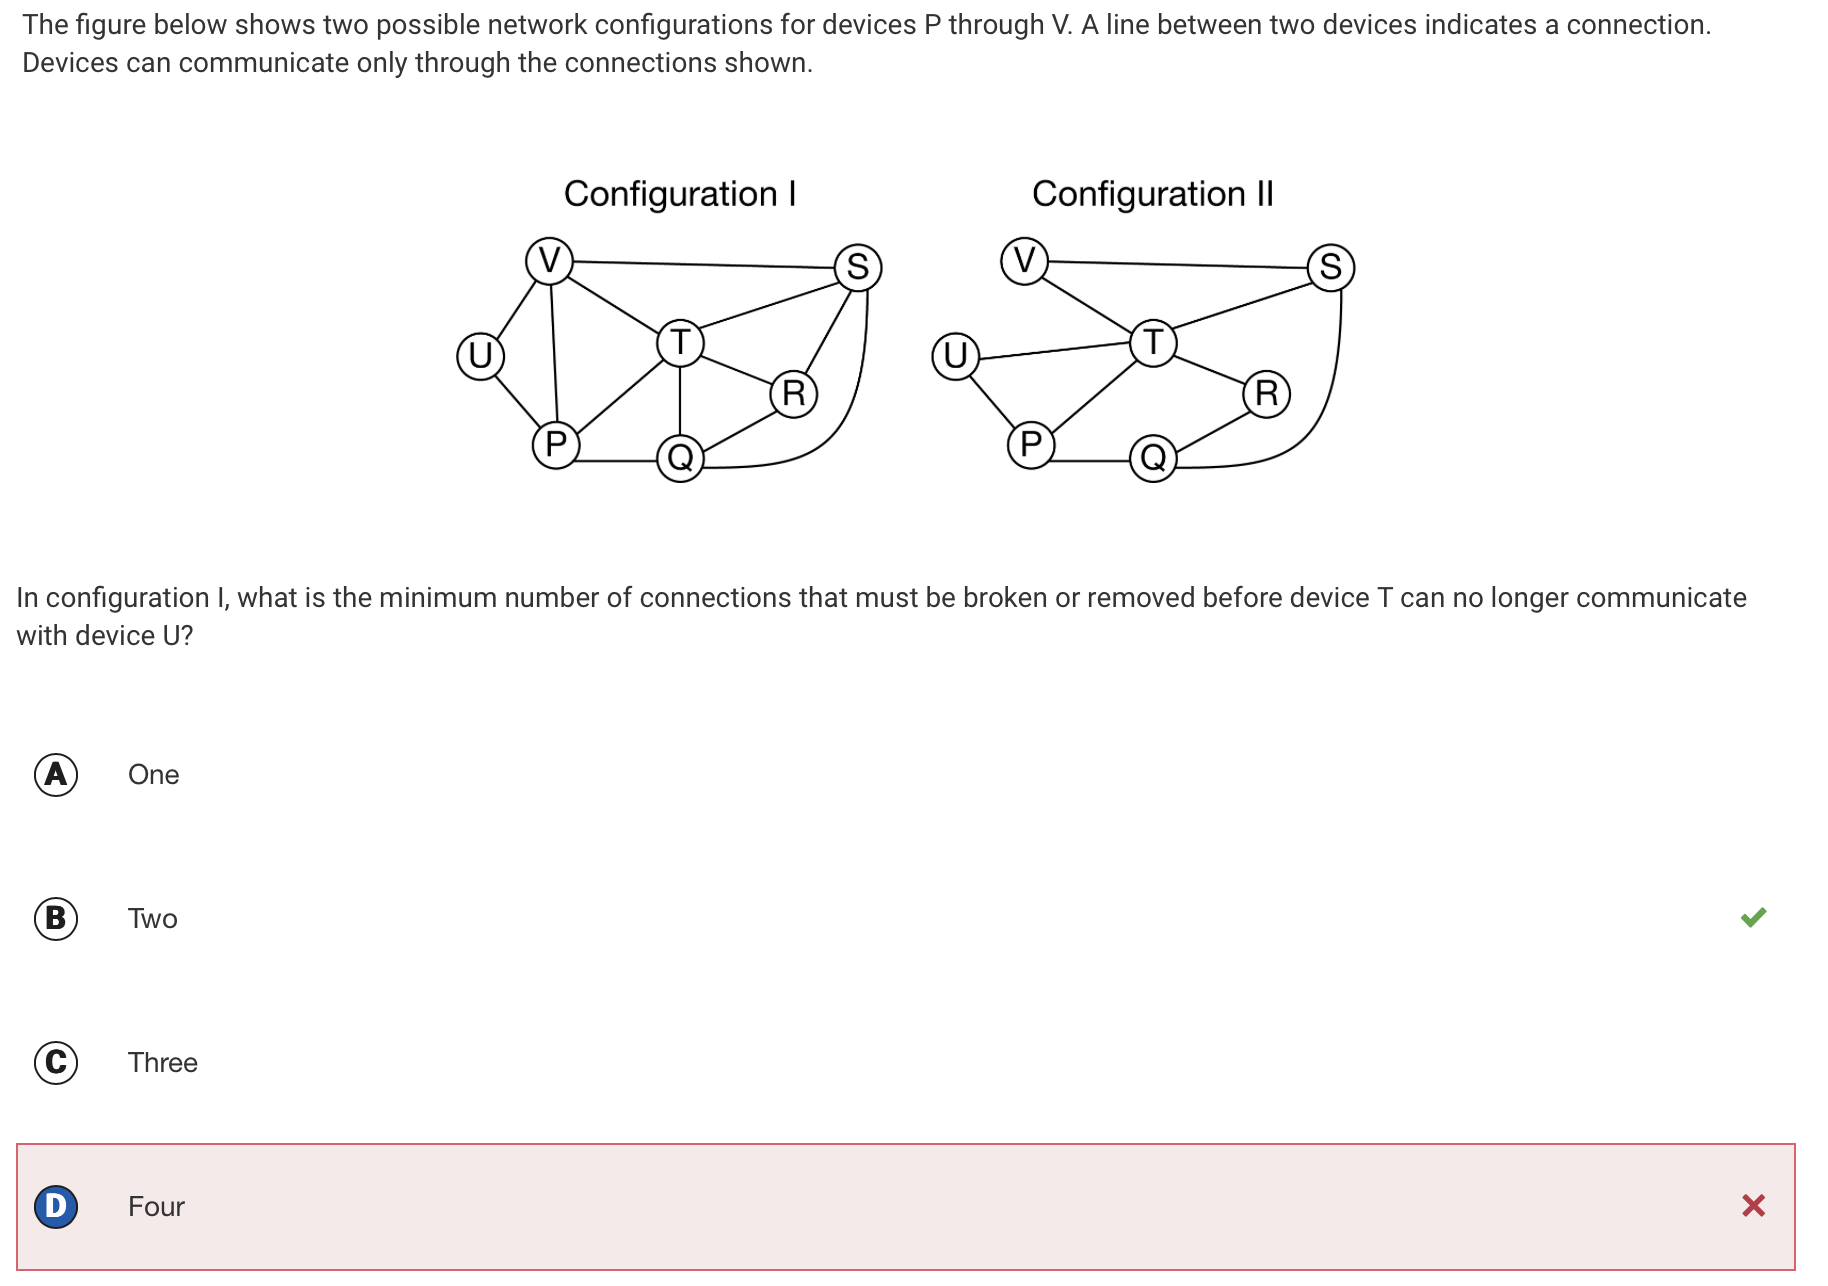 The figure below shows two possible network configurations for devices P through V. A line between two devices indicates a connection.
Devices can communicate only through the connections shown.
Configuration I
Configuration II
V
S
V
S
T
T
U
U
R
R
P
Q
P
Q
In configuration I, what is the minimum number of connections that must be broken or removed before device T can no longer communicate
with device U?
A One
B Two
C Three
D Four